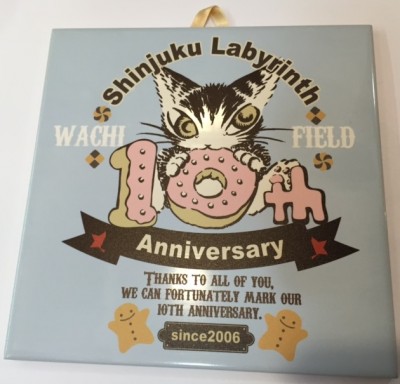 Shinjuku Labyrinth
WACHI FIELD
10th
Anniversary
THANKS TO ALL OF YOU,
WE CAN FORTUNATELY MARK OUR
10TH ANNIVERSARY.
since2006